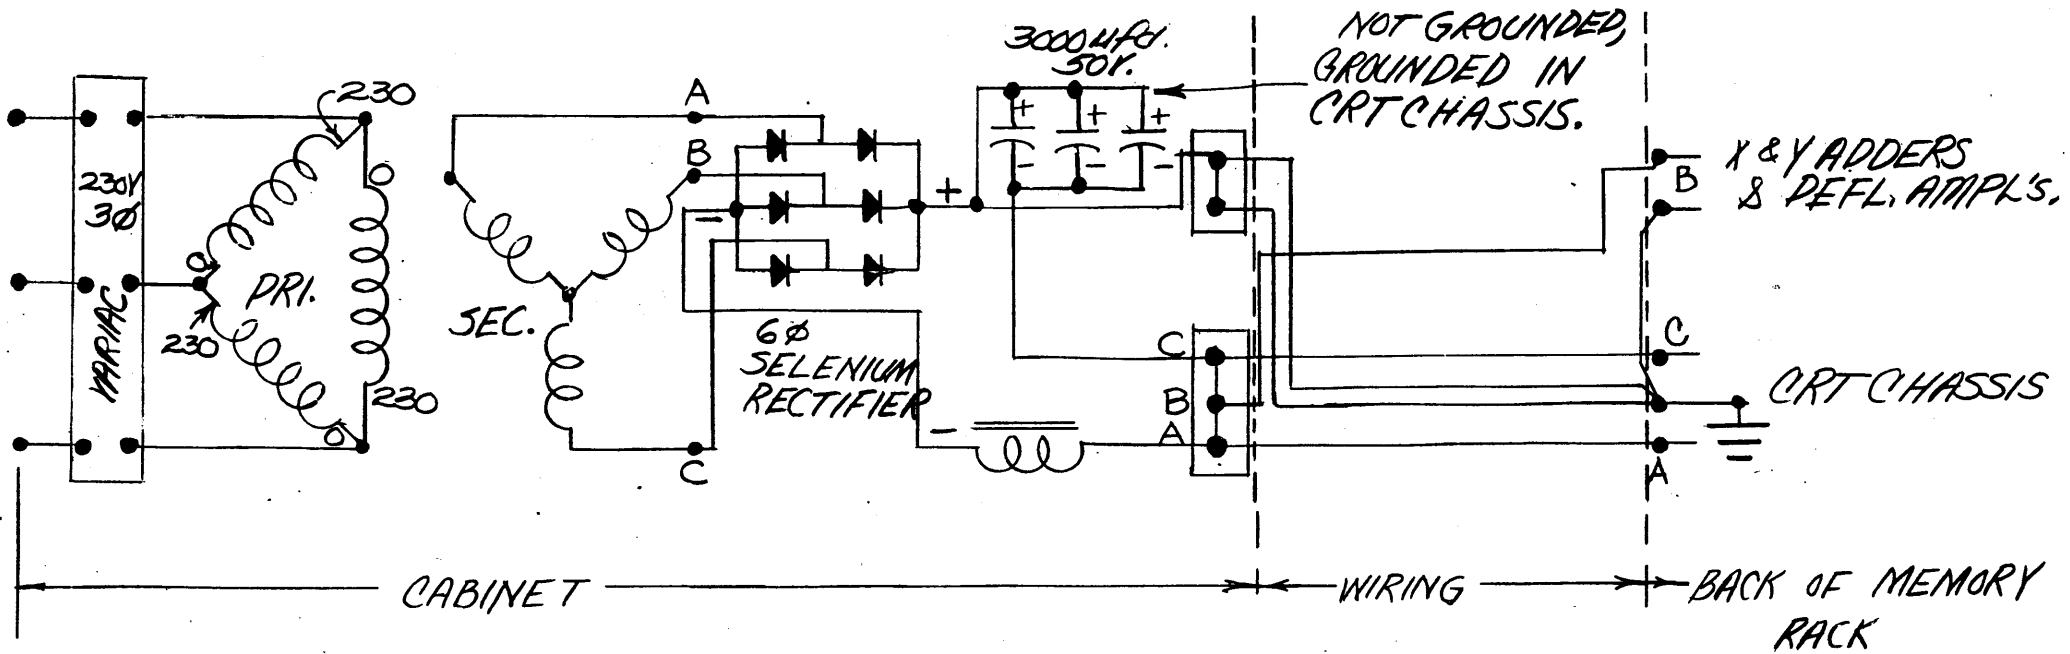 3000 µfd.
50V.
NOT GROUNDED,
GROUNDED IN
CRT CHASSIS.
230
A
B
230V
3Ø
VARIAC
O
O
PRI.
230
230
O
SEC.
C
+
−
+
−
+
−
+
−
6Ø
SELENIUM
RECTIFIER
−
C
B
A
X & Y ADDERS
B
& DEFL. AMPL'S.
C
CRT CHASSIS
A
CABINET
WIRING
BACK OF MEMORY
RACK